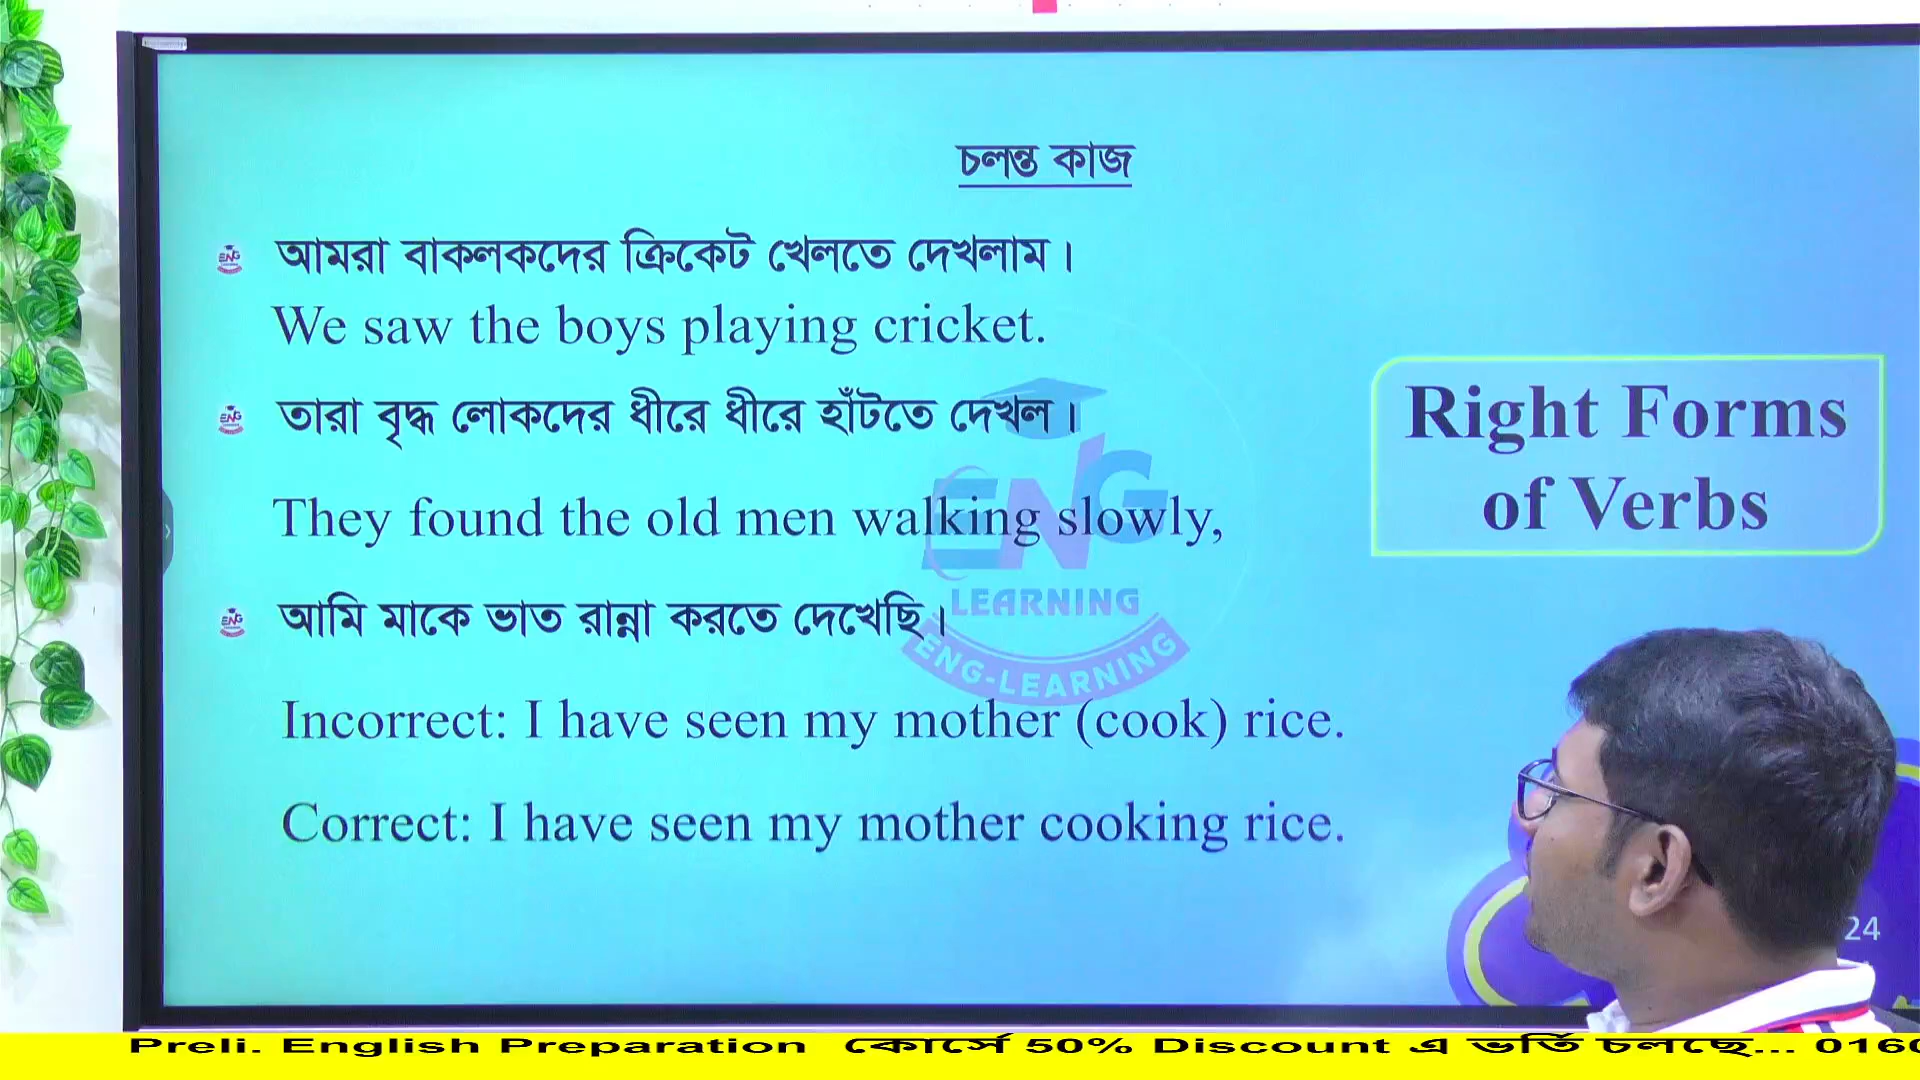 চলন্ত কাজ
আমরা বাকলকদের ক্রিকেট খেলতে দেখলাম।
We saw the boys playing cricket.
তারা বৃদ্ধ লোকদের ধীরে ধীরে হাঁটতে দেখল।
They found the old men walking slowly,
আমি মাকে ভাত রান্না করতে দেখেছি।
Incorrect: I have seen my mother (cook) rice.
Correct: I have seen my mother cooking rice.
Right Forms
of Verbs
ENG
LEARNING
ENG-LEARNING
24
Preli. English Preparation কোর্সে 50% Discount এ ভর্তি চলছে... 016